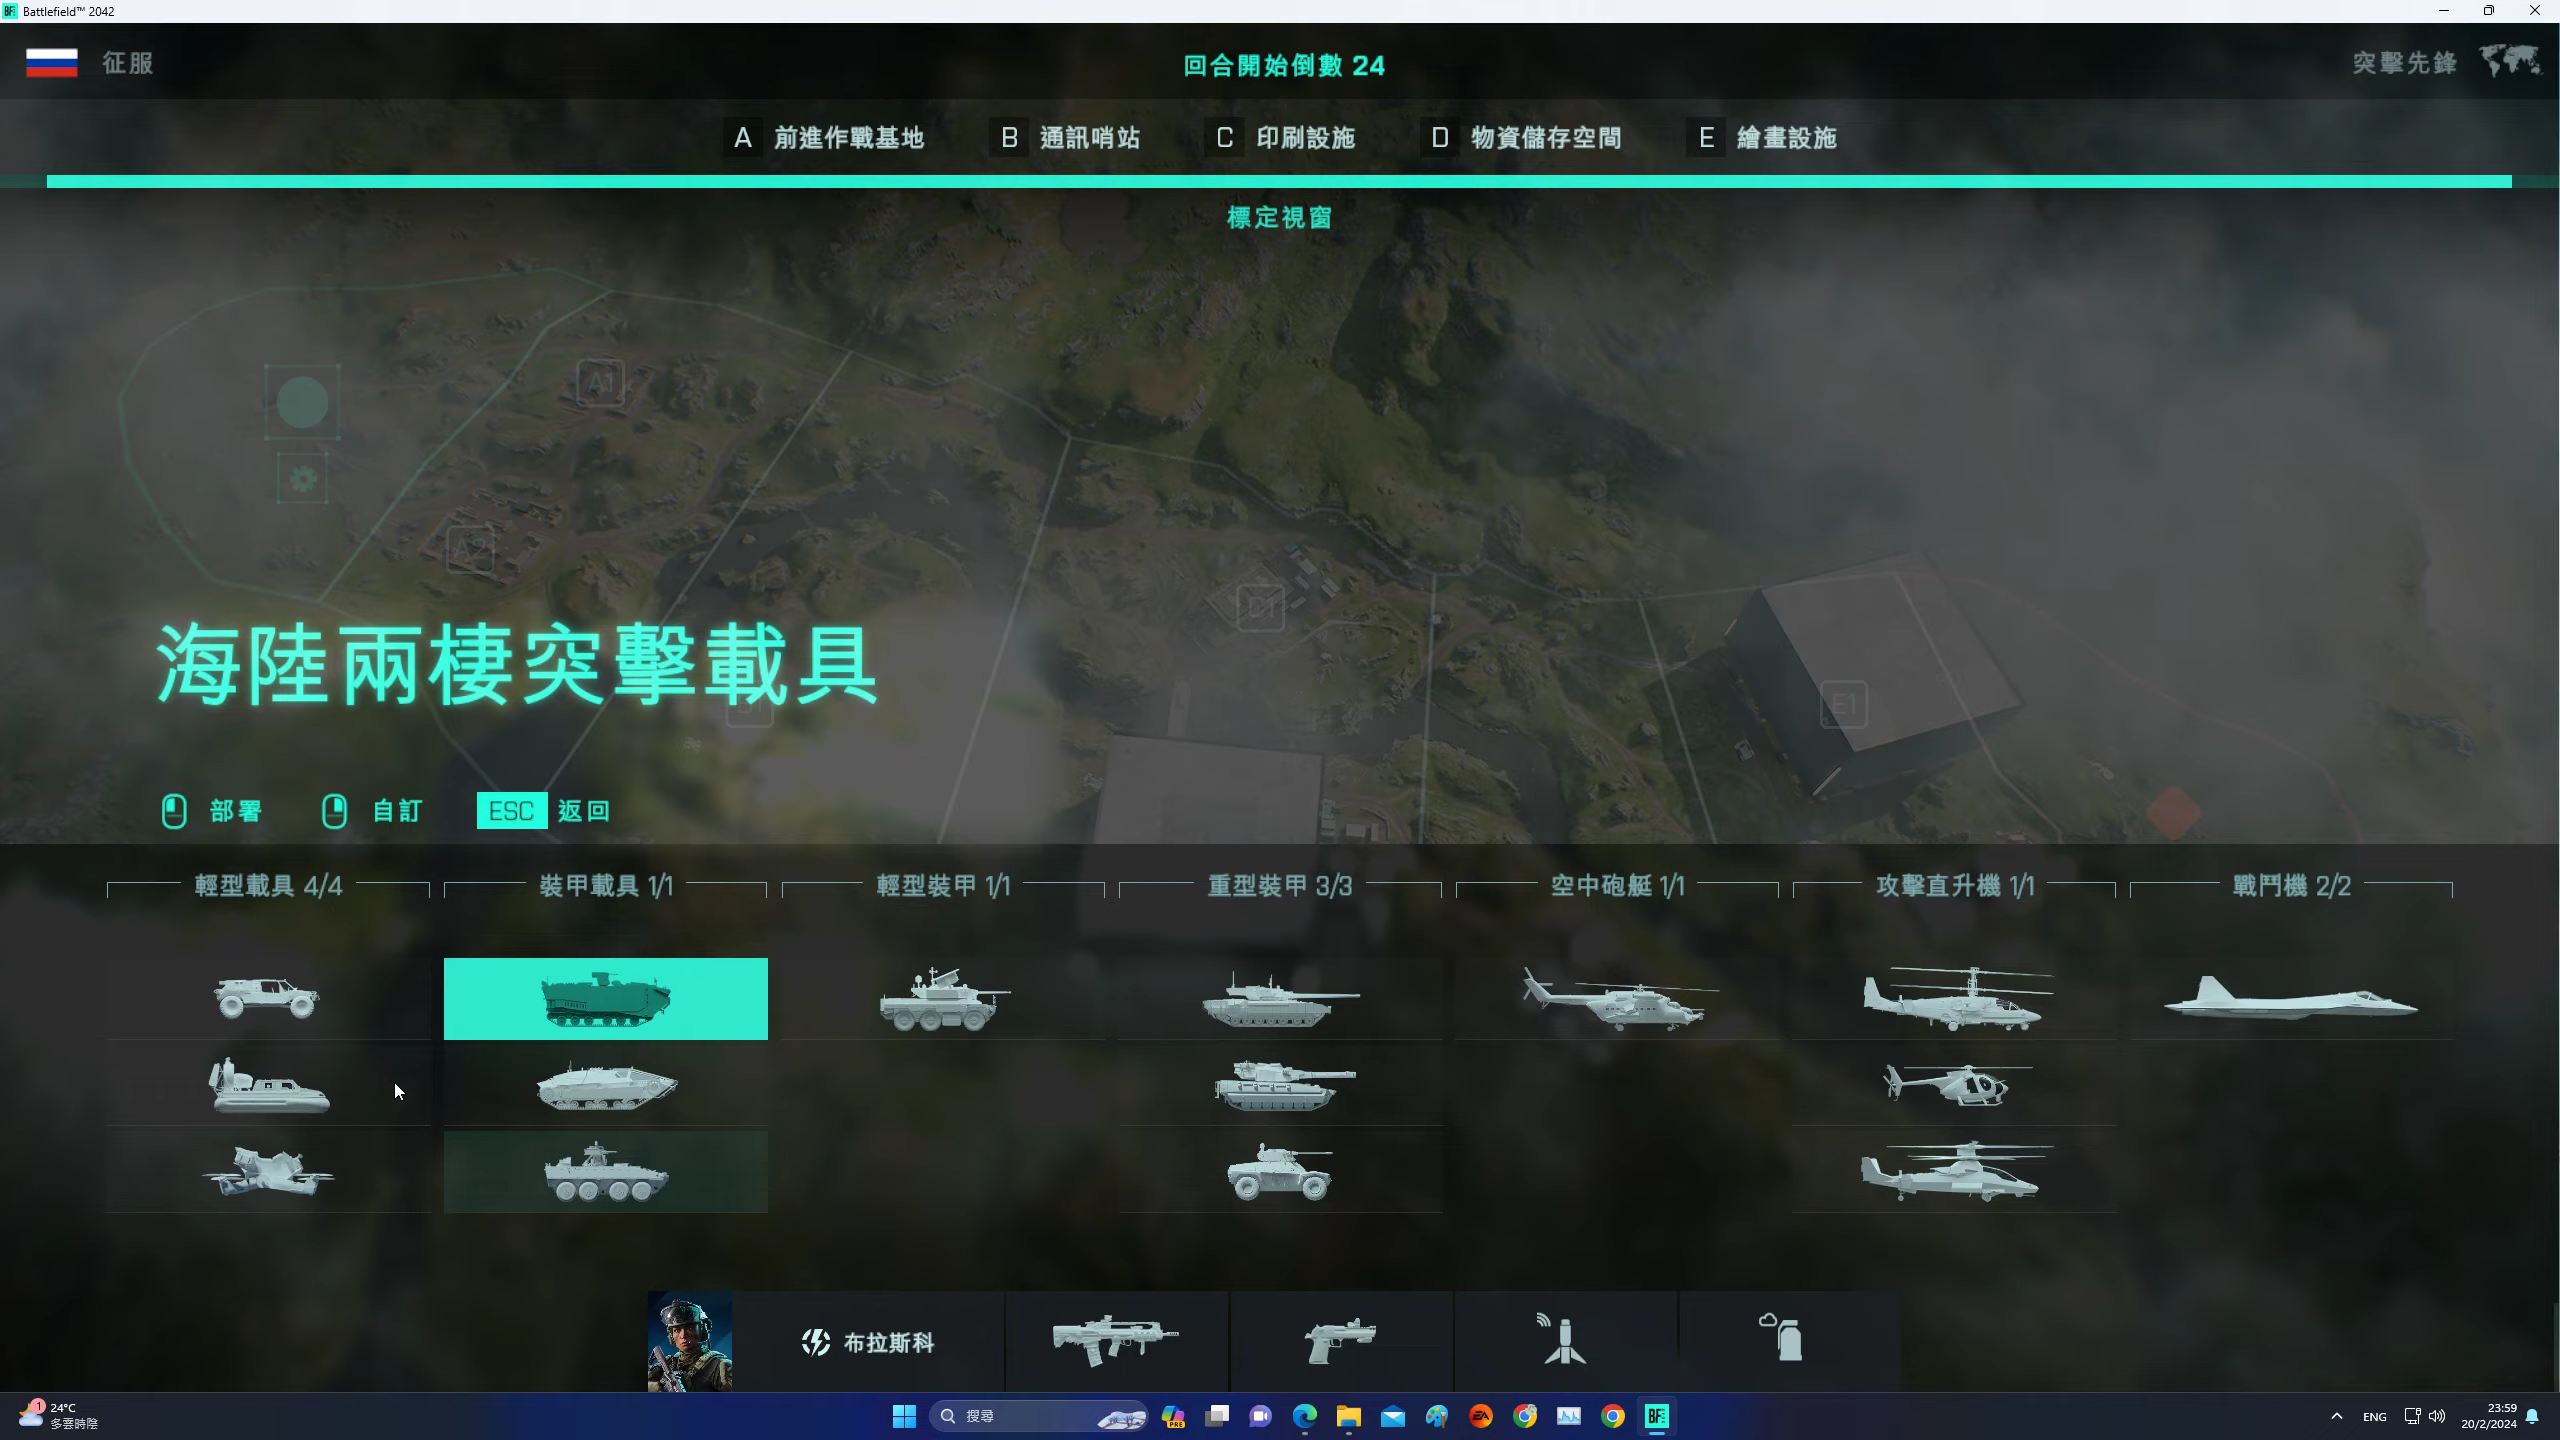 Battlefield™ 2042
征服
回合開始倒數 24
突擊先鋒
A 前進作戰基地
B 通訊哨站
C 印刷設施
D 物資儲存空間
E 繪畫設施
標定視窗
A1
A2
C1
E1
海陸兩棲突擊載具
部署
自訂
ESC 返回
輕型載具 4/4
裝甲載具 1/1
輕型裝甲 1/1
重型裝甲 3/3
空中砲艇 1/1
攻擊直升機 1/1
戰鬥機 2/2
布拉斯科
1
24°C
多雲時陰
搜尋
PRE
EA
BF
ENG
23:59
20/2/2024